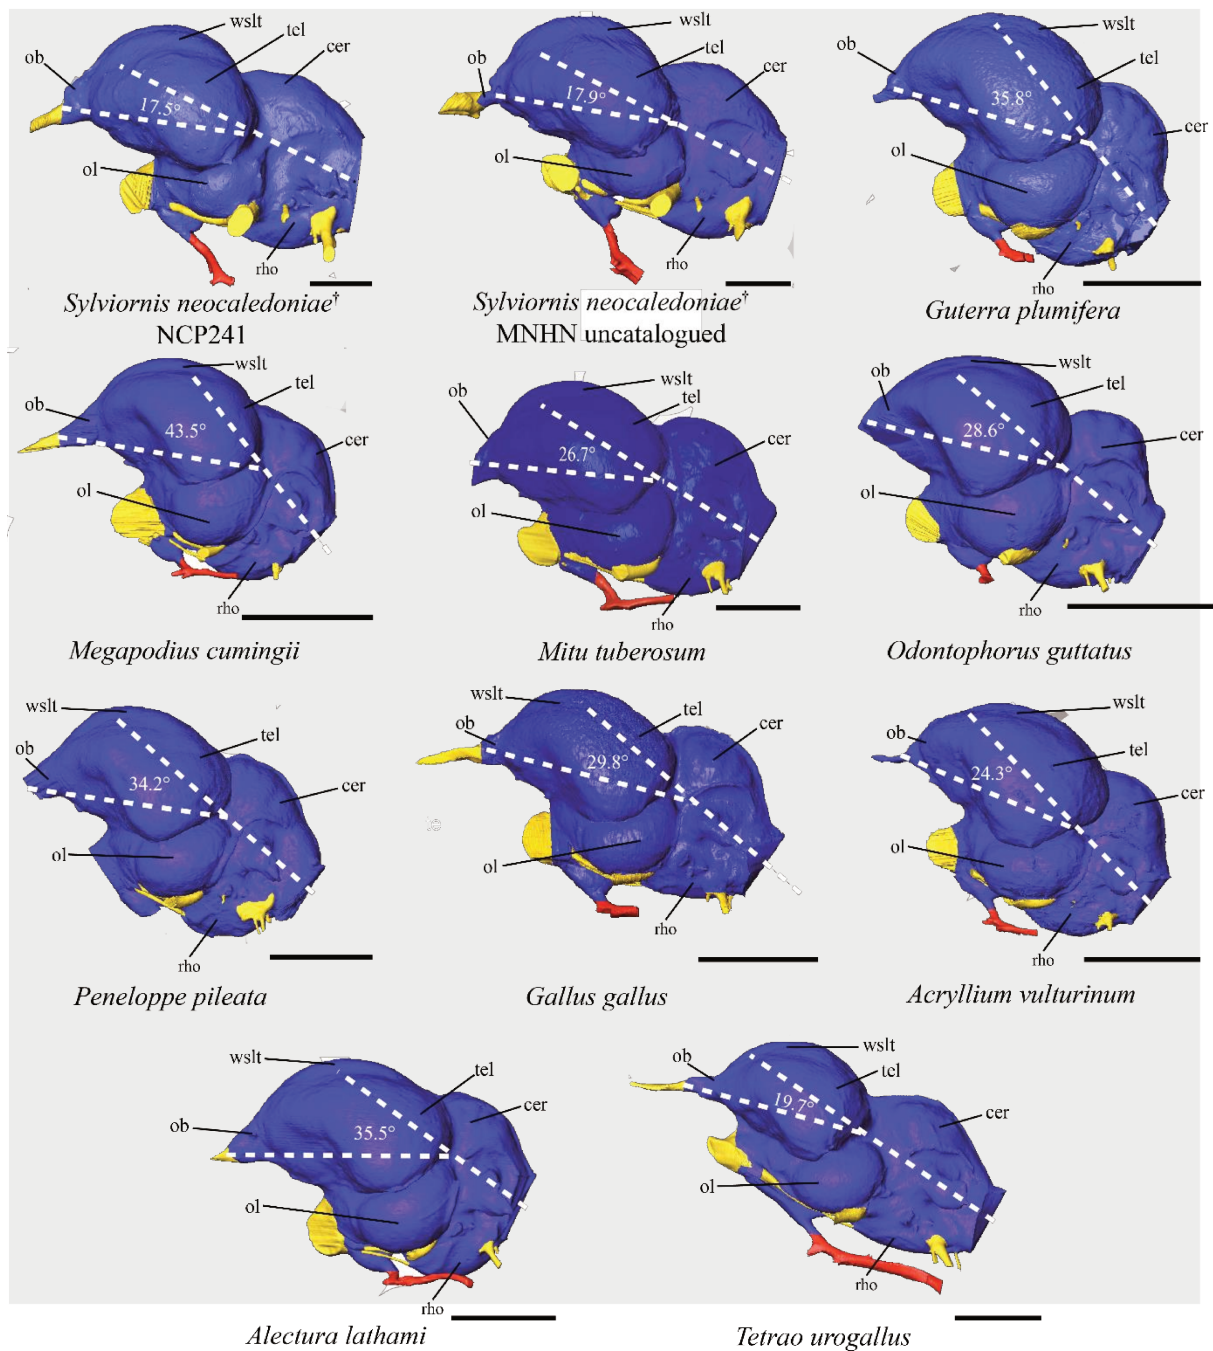 wslt
tel
ob
cer
17.5°
ol
rho
Sylviornis neocaledoniae†
NCP241
wslt
tel
ob
cer
17.9°
ol
rho
Sylviornis neocaledoniae†
MNHN uncatalogued
wslt
ob
tel
35.8°
cer
ol
rho
Guterra plumifera
wslt
tel
ob
43.5°
cer
ol
rho
Megapodius cumingii
wslt
ob
tel
cer
26.7°
ol
rho
Mitu tuberosum
wslt
ob
tel
cer
28.6°
ol
rho
Odontophorus guttatus
wslt
tel
ob
34.2°
cer
ol
rho
Peneloppe pileata
wslt
tel
ob
cer
29.8°
ol
rho
Gallus gallus
wslt
ob
tel
24.3°
cer
ol
rho
Acryllium vulturinum
wslt
tel
cer
ob
35.5°
ol
rho
Alectura lathami
wslt
ob
tel
19.7°
cer
ol
rho
Tetrao urogallus